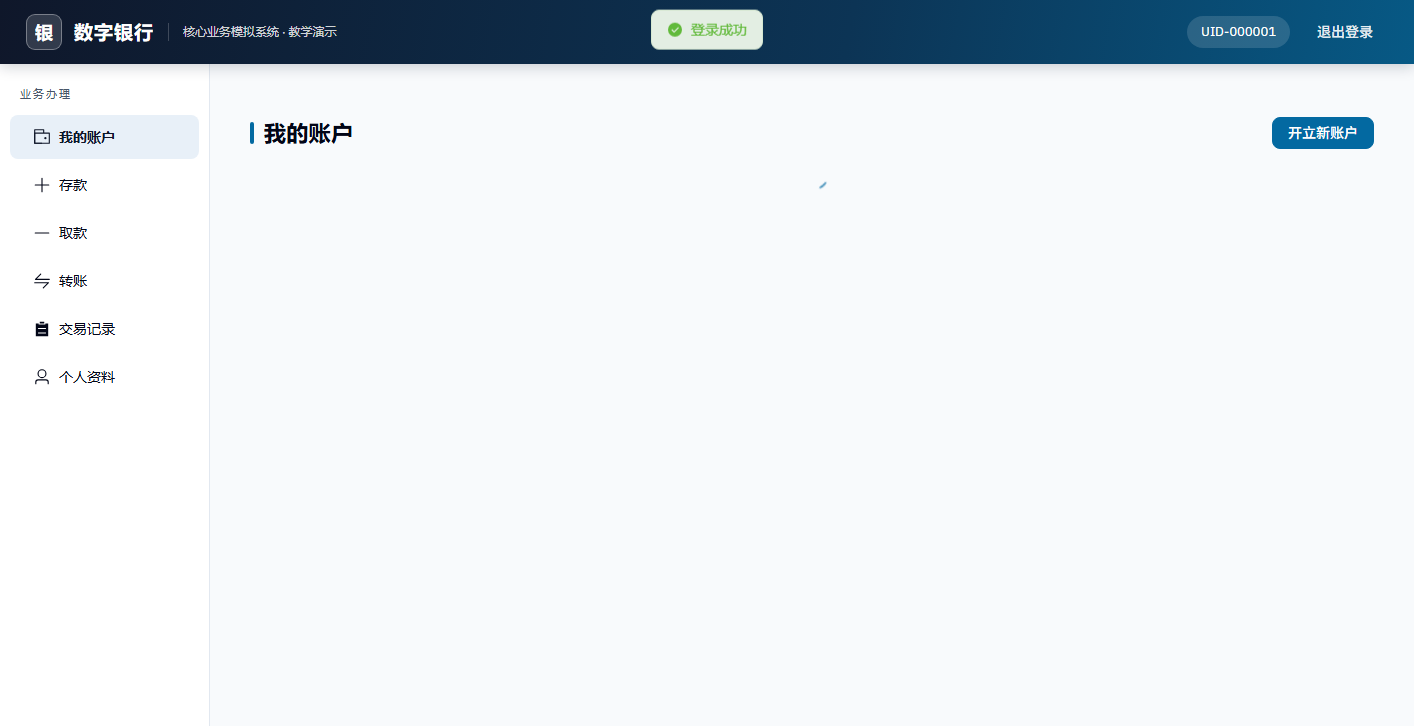 银
数字银行
核心业务模拟系统 · 教学演示
登录成功
UID-000001
退出登录
业务办理
我的账户
存款
取款
转账
交易记录
个人资料
我的账户
开立新账户